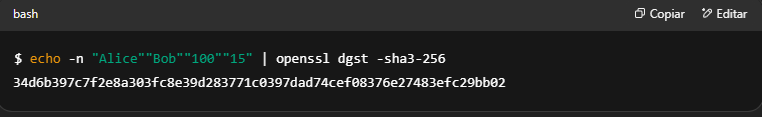 bash
Copiar
Editar
$ echo -n "Alice""Bob""100""15" | openssl dgst -sha3-256
34d6b397c7f2e8a303fc8e39d283771c0397dad74cef08376e27483efc29bb02